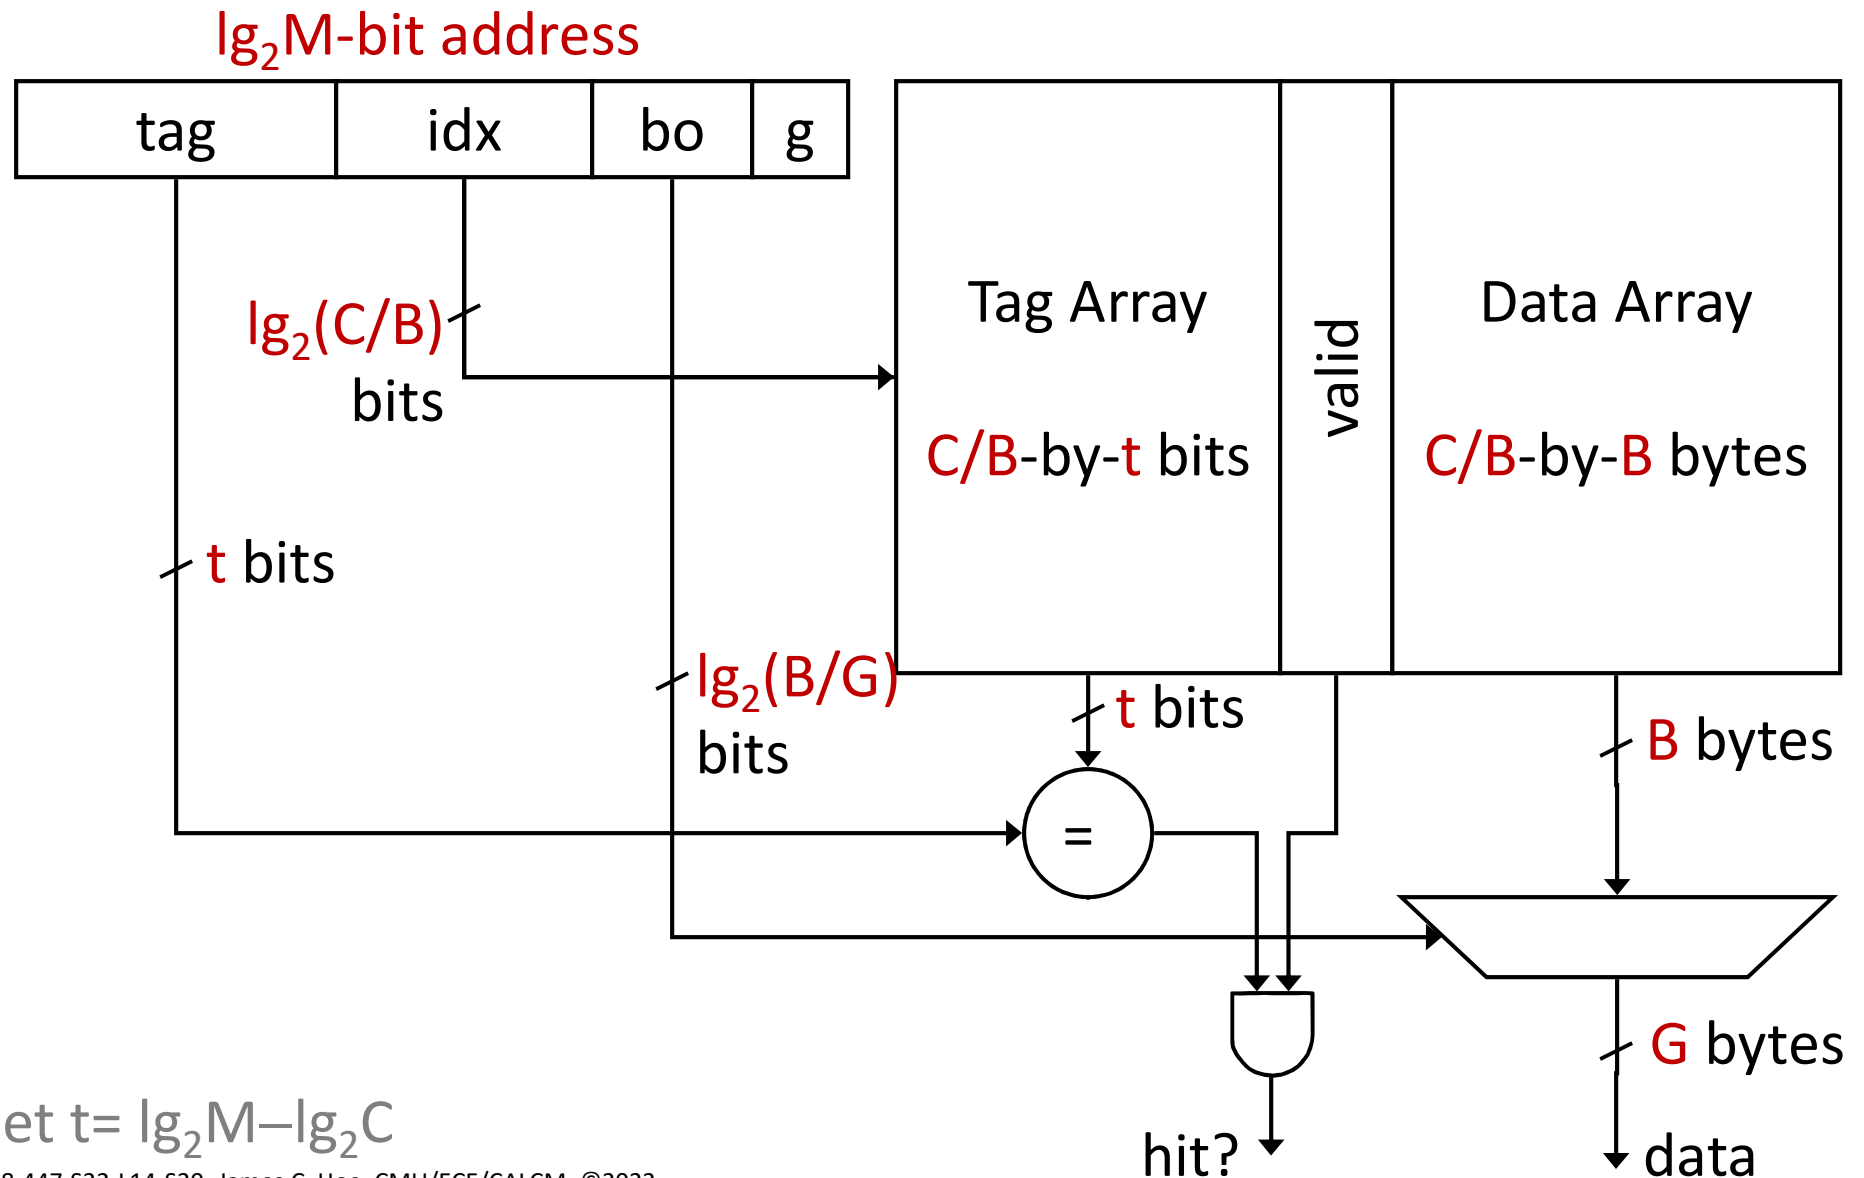 lg₂M-bit address
tag idx bo g
lg₂(C/B)
bits
t bits
lg₂(B/G)
bits
Tag Array
C/B-by-t bits
valid
Data Array
C/B-by-B bytes
t bits
=
B bytes
G bytes
hit?
data
et t= lg₂M–lg₂C